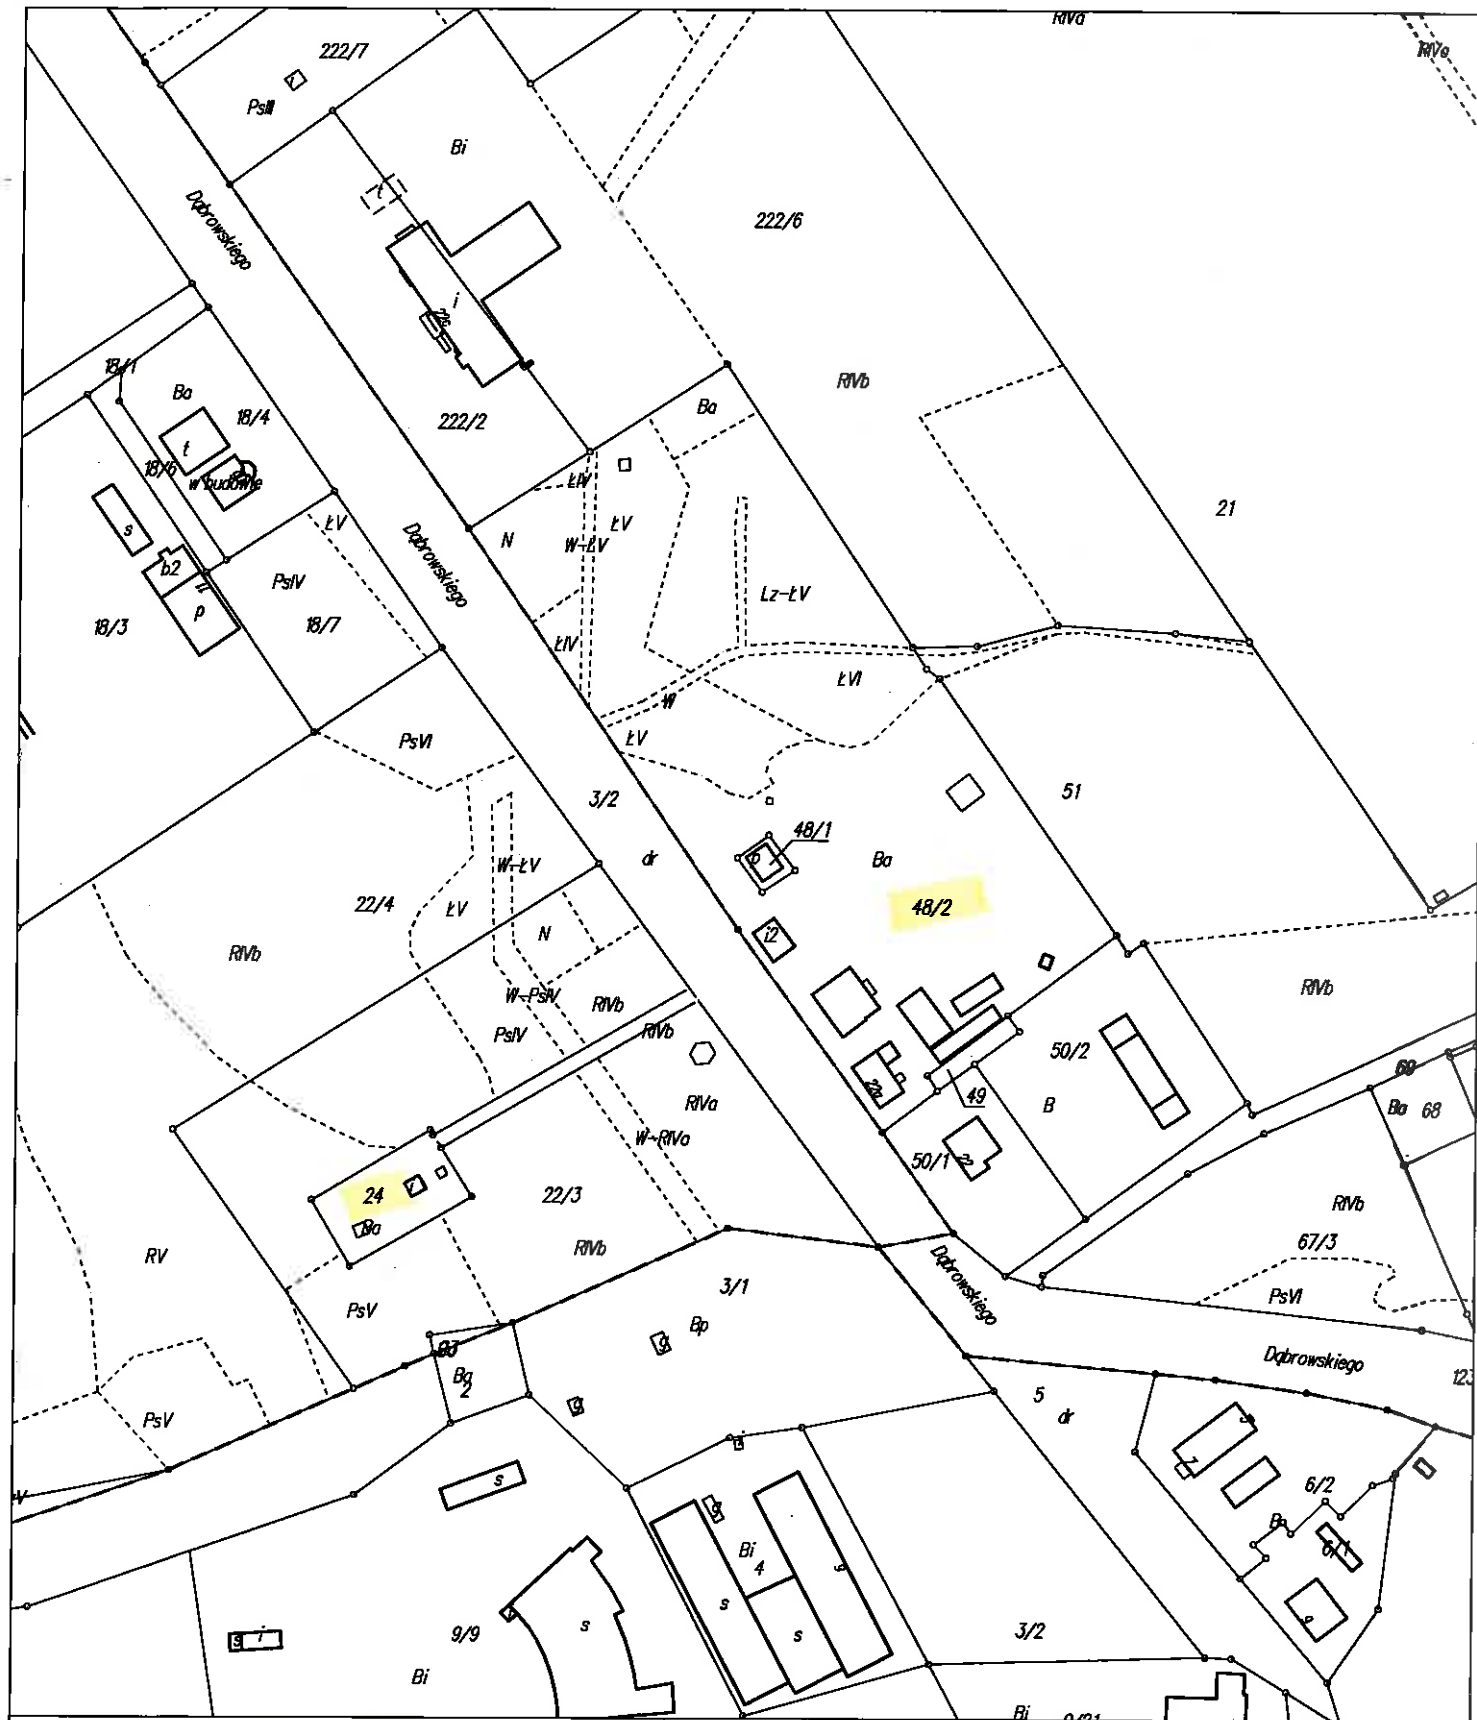 RIVa
222/7
RIVa
PsIII
Bi
t
222/6
Dąbrowskiego
i
22c
18/1
Ba
18/4
RIVb
Ba
222/2
t
18/6
w budowie
ŁIV
s
ŁV
ŁV
21
N
W-ŁV
Dąbrowskiego
b2
PsIV
Lz-ŁV
p
18/3
18/7
ŁIV
ŁVI
W
ŁV
PsVI
51
3/2
48/1
dr
Ba
W-ŁV
22/4
ŁV
48/2
N
i2
RIVb
RIVb
W-PsIV
RIVb
PsIV
RIVb
50/2
69
22a
49
RIVa
B
Ba
68
W-RIVa
50/1
24
22/3
Ba
RIVb
RIVb
67/3
RV
Dąbrowskiego
3/1
PsVI
PsV
Bp
g
Dąbrowskiego
Ba
2
123
5
PsV
g
dr
s
6/2
g
Ba
Bi
4
6/1
s
g
s
s
3/2
s
i
9/9
Bi
Bi